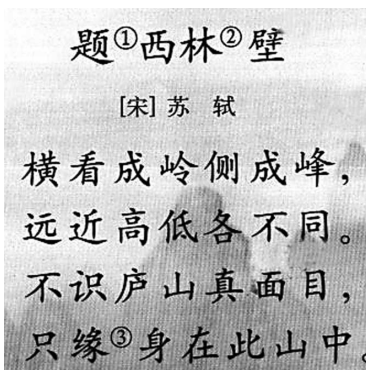 题①西林②壁
[宋] 苏 轼
横看成岭侧成峰，
远近高低各不同。
不识庐山真面目，
只缘③身在此山中。